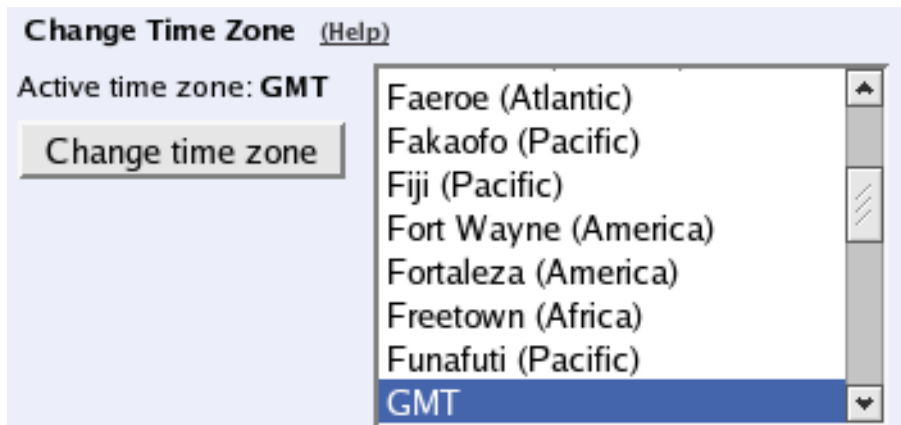 Change Time Zone (Help)
Active time zone: GMT
Change time zone
Faeroe (Atlantic)
Fakaofo (Pacific)
Fiji (Pacific)
Fort Wayne (America)
Fortaleza (America)
Freetown (Africa)
Funafuti (Pacific)
GMT